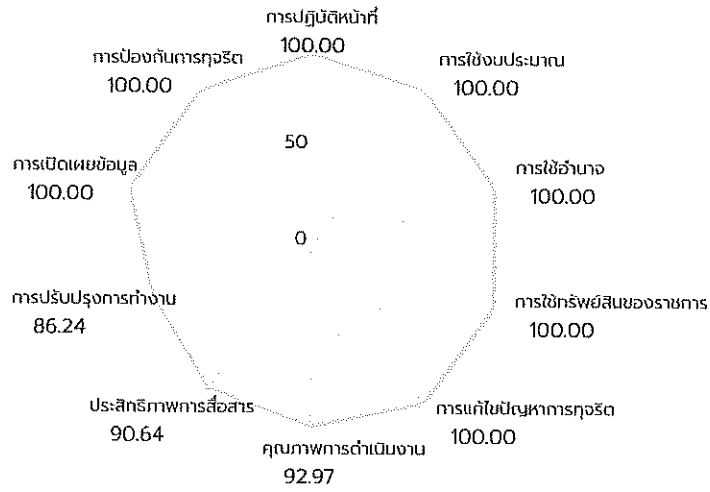 การปฏิบัติหน้าที่
100.00
การป้องกันการทุจริต
100.00
การใช้งบประมาณ
100.00
50
การเปิดเผยข้อมูล
100.00
การใช้อำนาจ
100.00
0
การปรับปรุงการทำงาน
86.24
การใช้ทรัพย์สินของราชการ
100.00
ประสิทธิภาพการสื่อสาร
90.64
การแก้ไขปัญหาการทุจริต
100.00
คุณภาพการดำเนินงาน
92.97